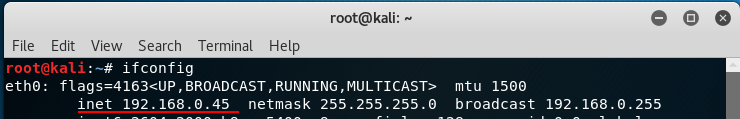 root@kali: ~
File Edit View Search Terminal Help
root@kali:~# ifconfig
eth0: flags=4163<UP,BROADCAST,RUNNING,MULTICAST> mtu 1500
inet 192.168.0.45 netmask 255.255.255.0 broadcast 192.168.0.255